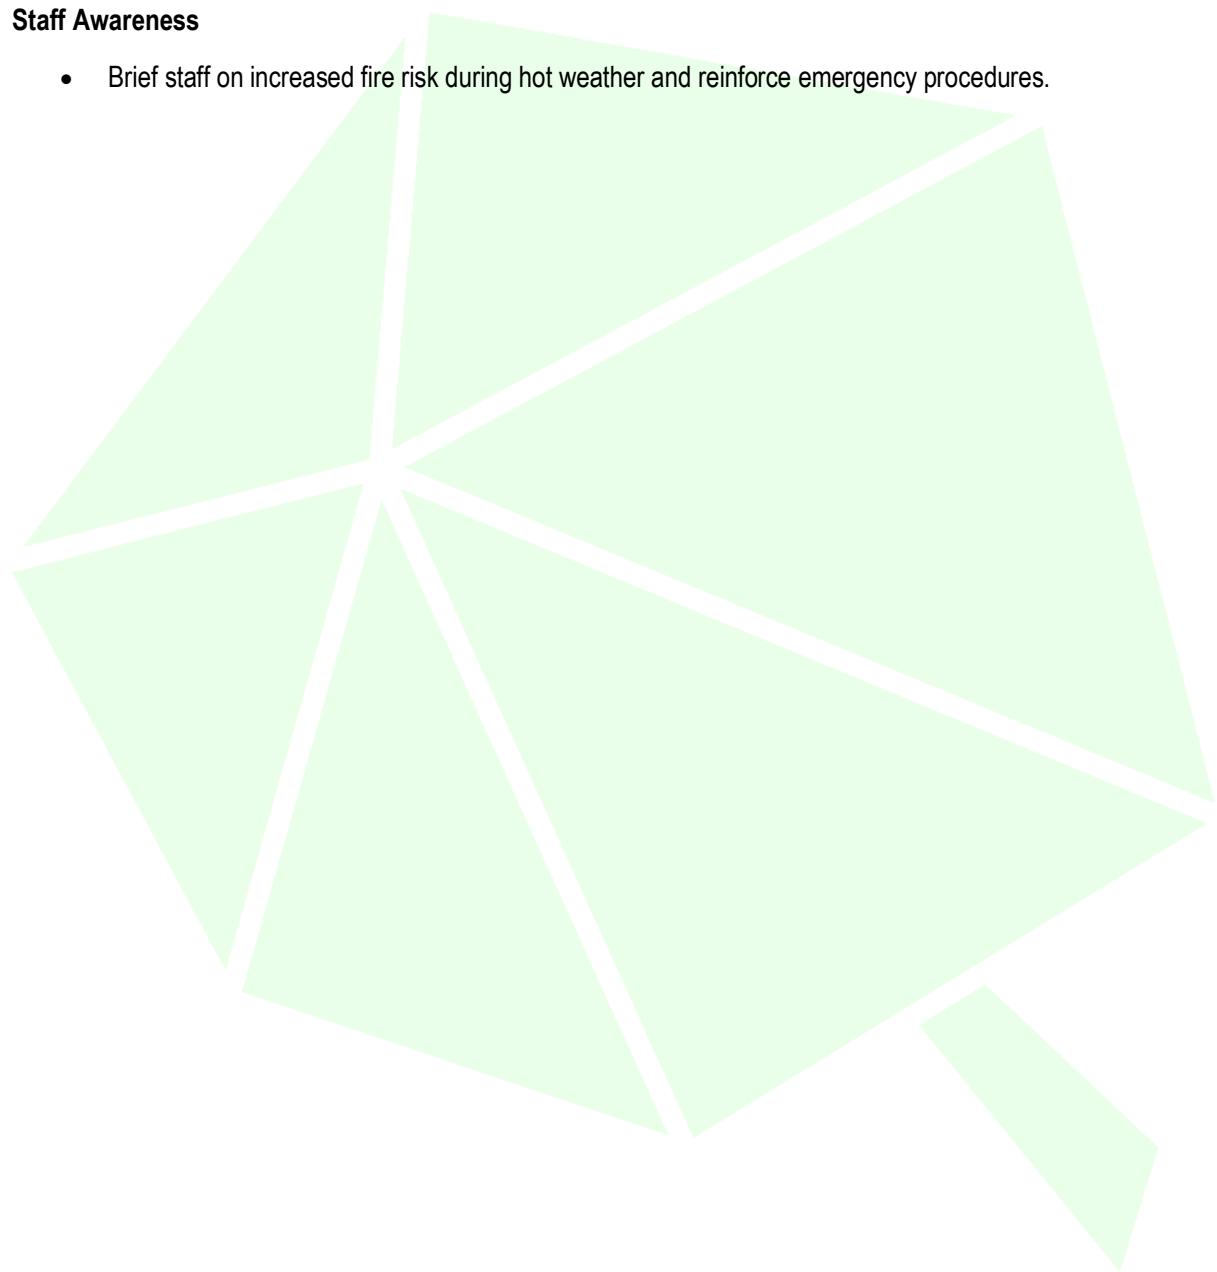 Staff Awareness
• Brief staff on increased fire risk during hot weather and reinforce emergency procedures.